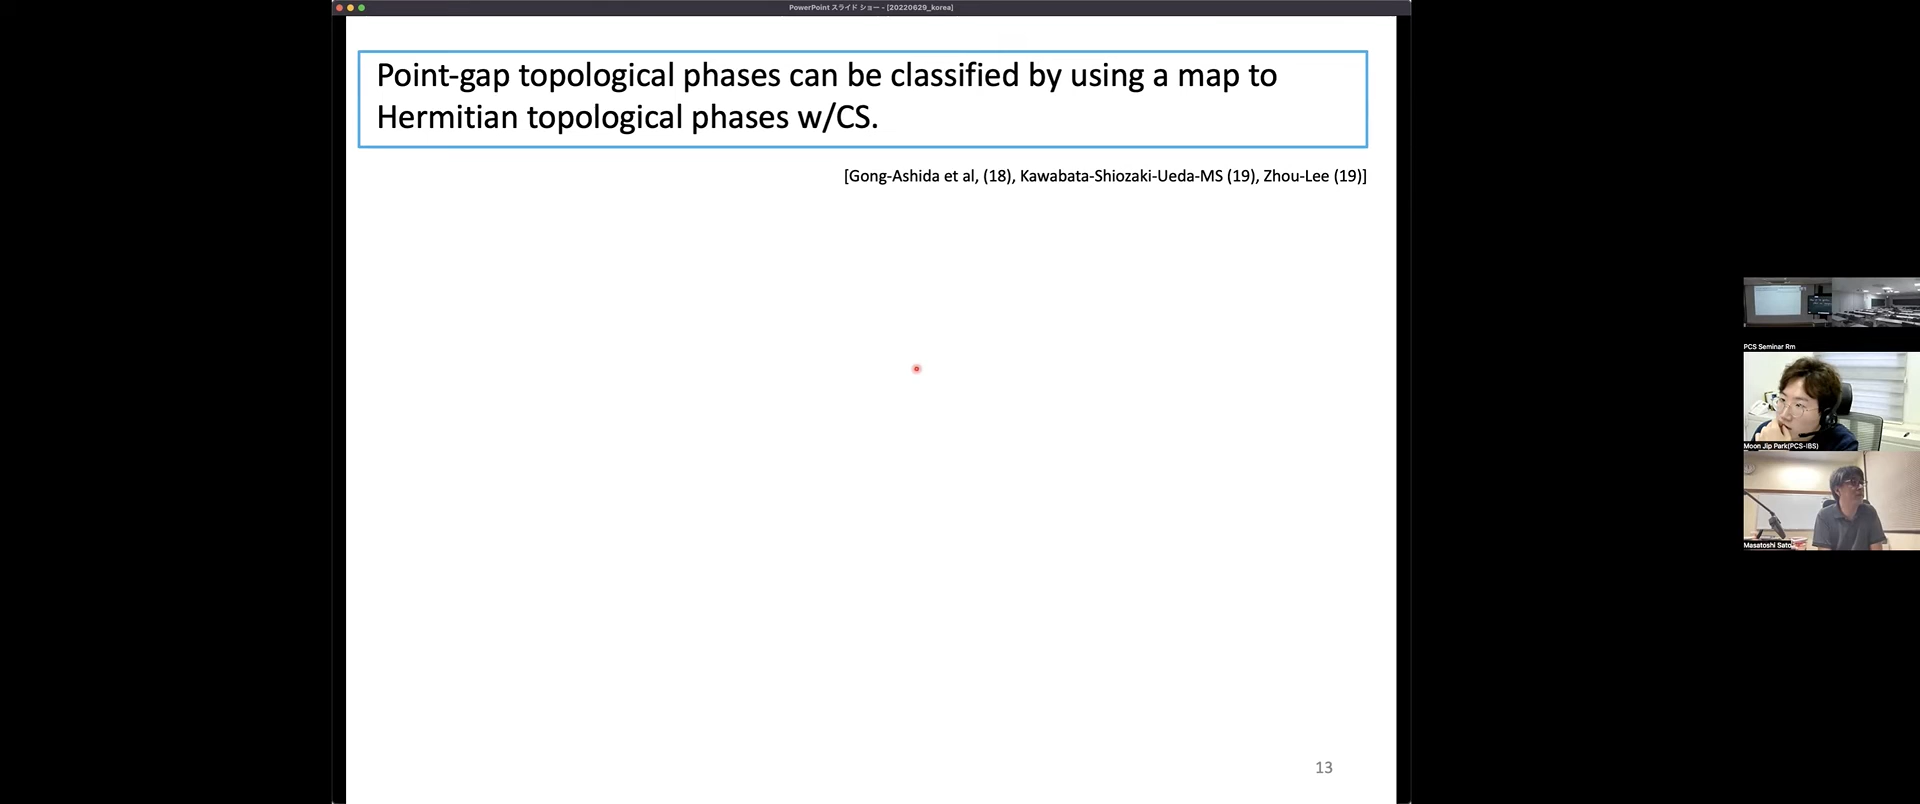 PowerPoint スライド ショー - [20220629_korea]
Point-gap topological phases can be classified by using a map to
Hermitian topological phases w/CS.
[Gong-Ashida et al, (18), Kawabata-Shiozaki-Ueda-MS (19), Zhou-Lee (19)]
13
PCS Seminar Rm
Moon Jip Park(PCS-IBS)
Masatoshi Sato